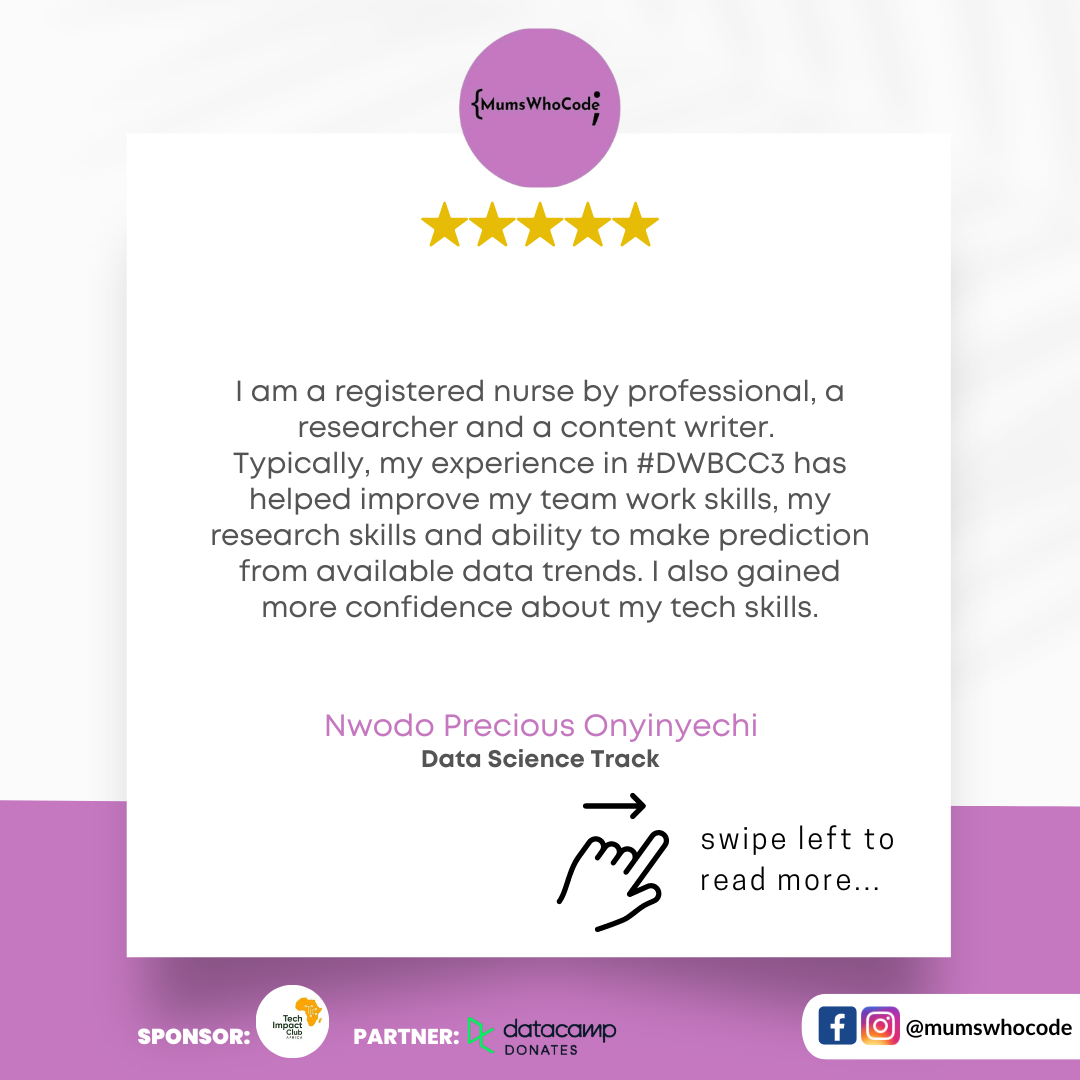 {MumsWhoCode;
I am a registered nurse by professional, a
researcher and a content writer.
Typically, my experience in #DWBCC3 has
helped improve my team work skills, my
research skills and ability to make prediction
from available data trends. I also gained
more confidence about my tech skills.
Nwodo Precious Onyinyechi
Data Science Track
swipe left to
read more...
SPONSOR:
Tech
Impact
Club
AFRICA
PARTNER:
datacamp
DONATES
@mumswhocode